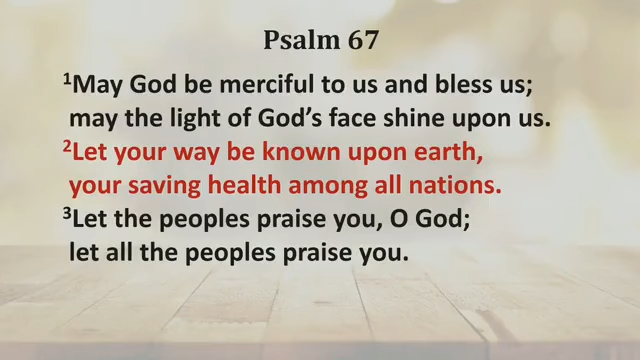 Psalm 67
¹May God be merciful to us and bless us;
may the light of God’s face shine upon us.
²Let your way be known upon earth,
your saving health among all nations.
³Let the peoples praise you, O God;
let all the peoples praise you.